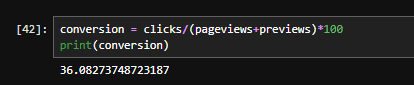 [42]: conversion = clicks/(pageviews+previews)*100
print(conversion)
36.08273748723187